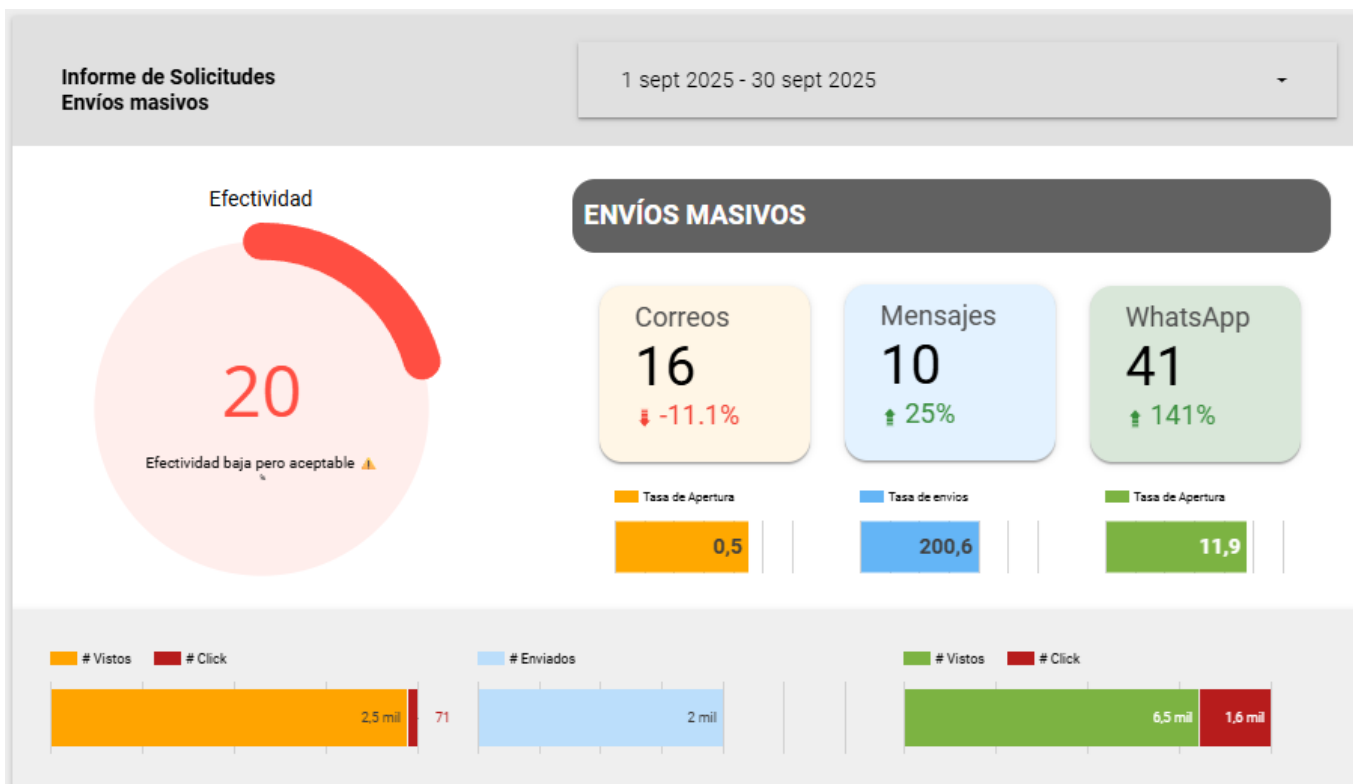 Informe de Solicitudes
Envíos masivos
1 sept 2025 - 30 sept 2025
Efectividad
20
Efectividad baja pero aceptable ⚠️
ENVÍOS MASIVOS
Correos
16
-11.1%
Mensajes
10
25%
WhatsApp
41
141%
Tasa de Apertura
0,5
Tasa de envios
200,6
Tasa de Apertura
11,9
# Vistos # Click
2,5 mil 71
# Enviados
2 mil
# Vistos # Click
6,5 mil 1,6 mil